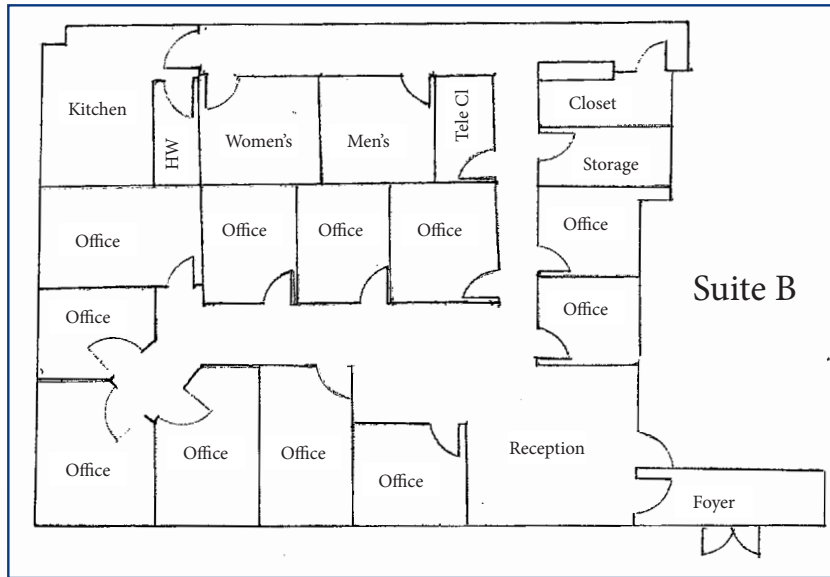 Kitchen
HW
Women's
Men's
Tele Cl
Closet
Storage
Office
Office
Office
Office
Office
Suite B
Office
Office
Office
Office
Office
Office
Reception
Foyer